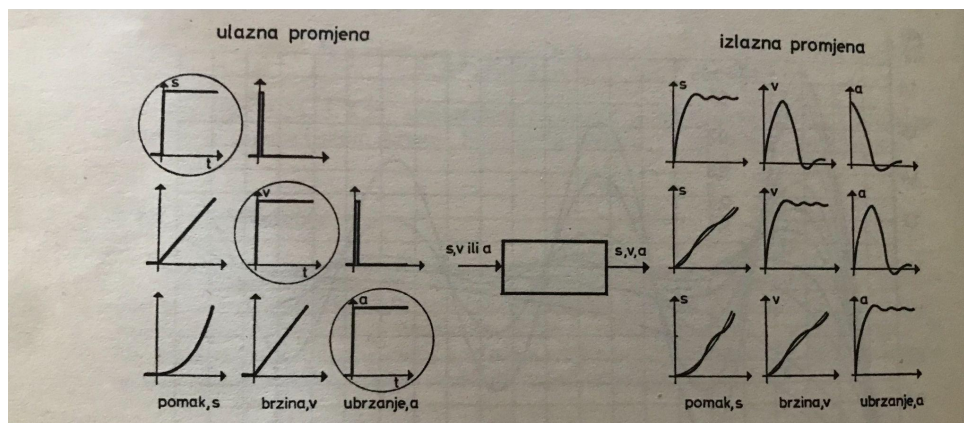 ulazna promjena
izlazna promjena
s
t
s
v
a
v
t
s
v
a
s,v ili a
s,v,a
a
t
s
v
a
pomak,s
brzina,v
ubrzanje,a
pomak,s
brzina,v
ubrzanje,a